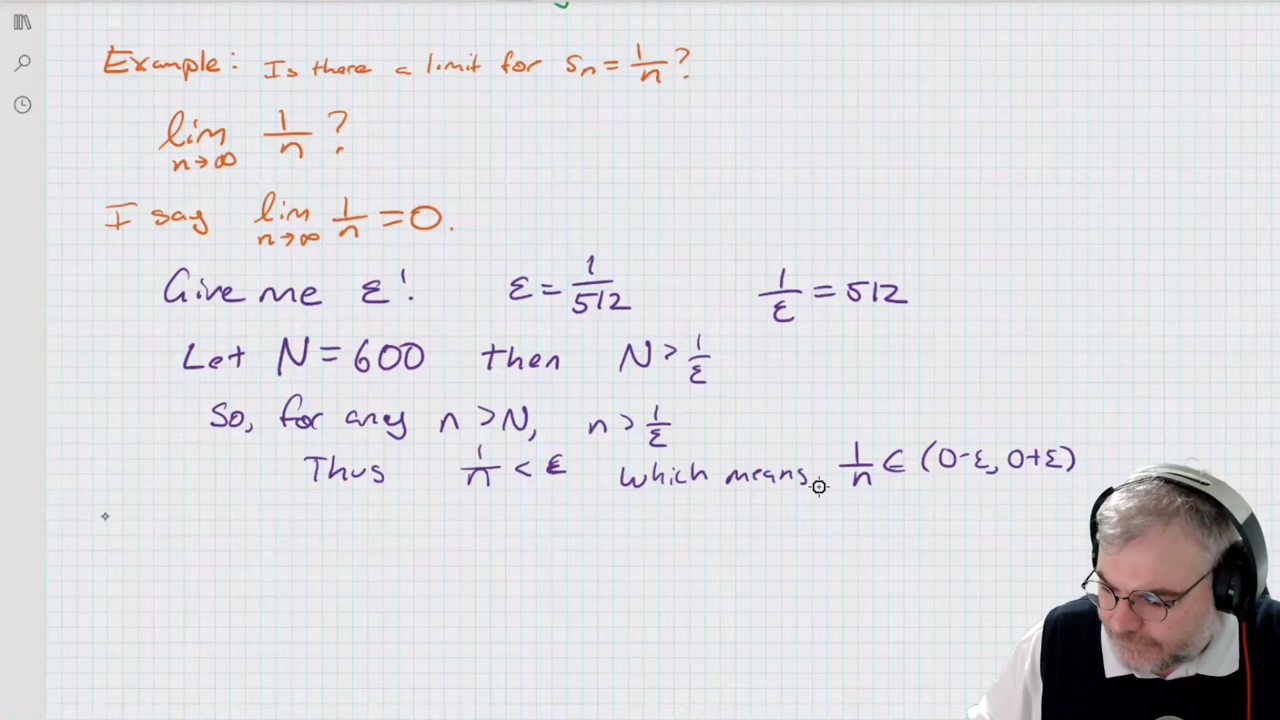 Example: Is there a limit for sₙ = 1/n?
lim n→∞ 1/n ?
I say lim n→∞ 1/n = 0.
Give me ε! ε = 1/512 1/ε = 512
Let N = 600 then N > 1/ε
So, for any n > N, n > 1/ε
Thus 1/n < ε which means 1/n ∈ (0-ε, 0+ε)